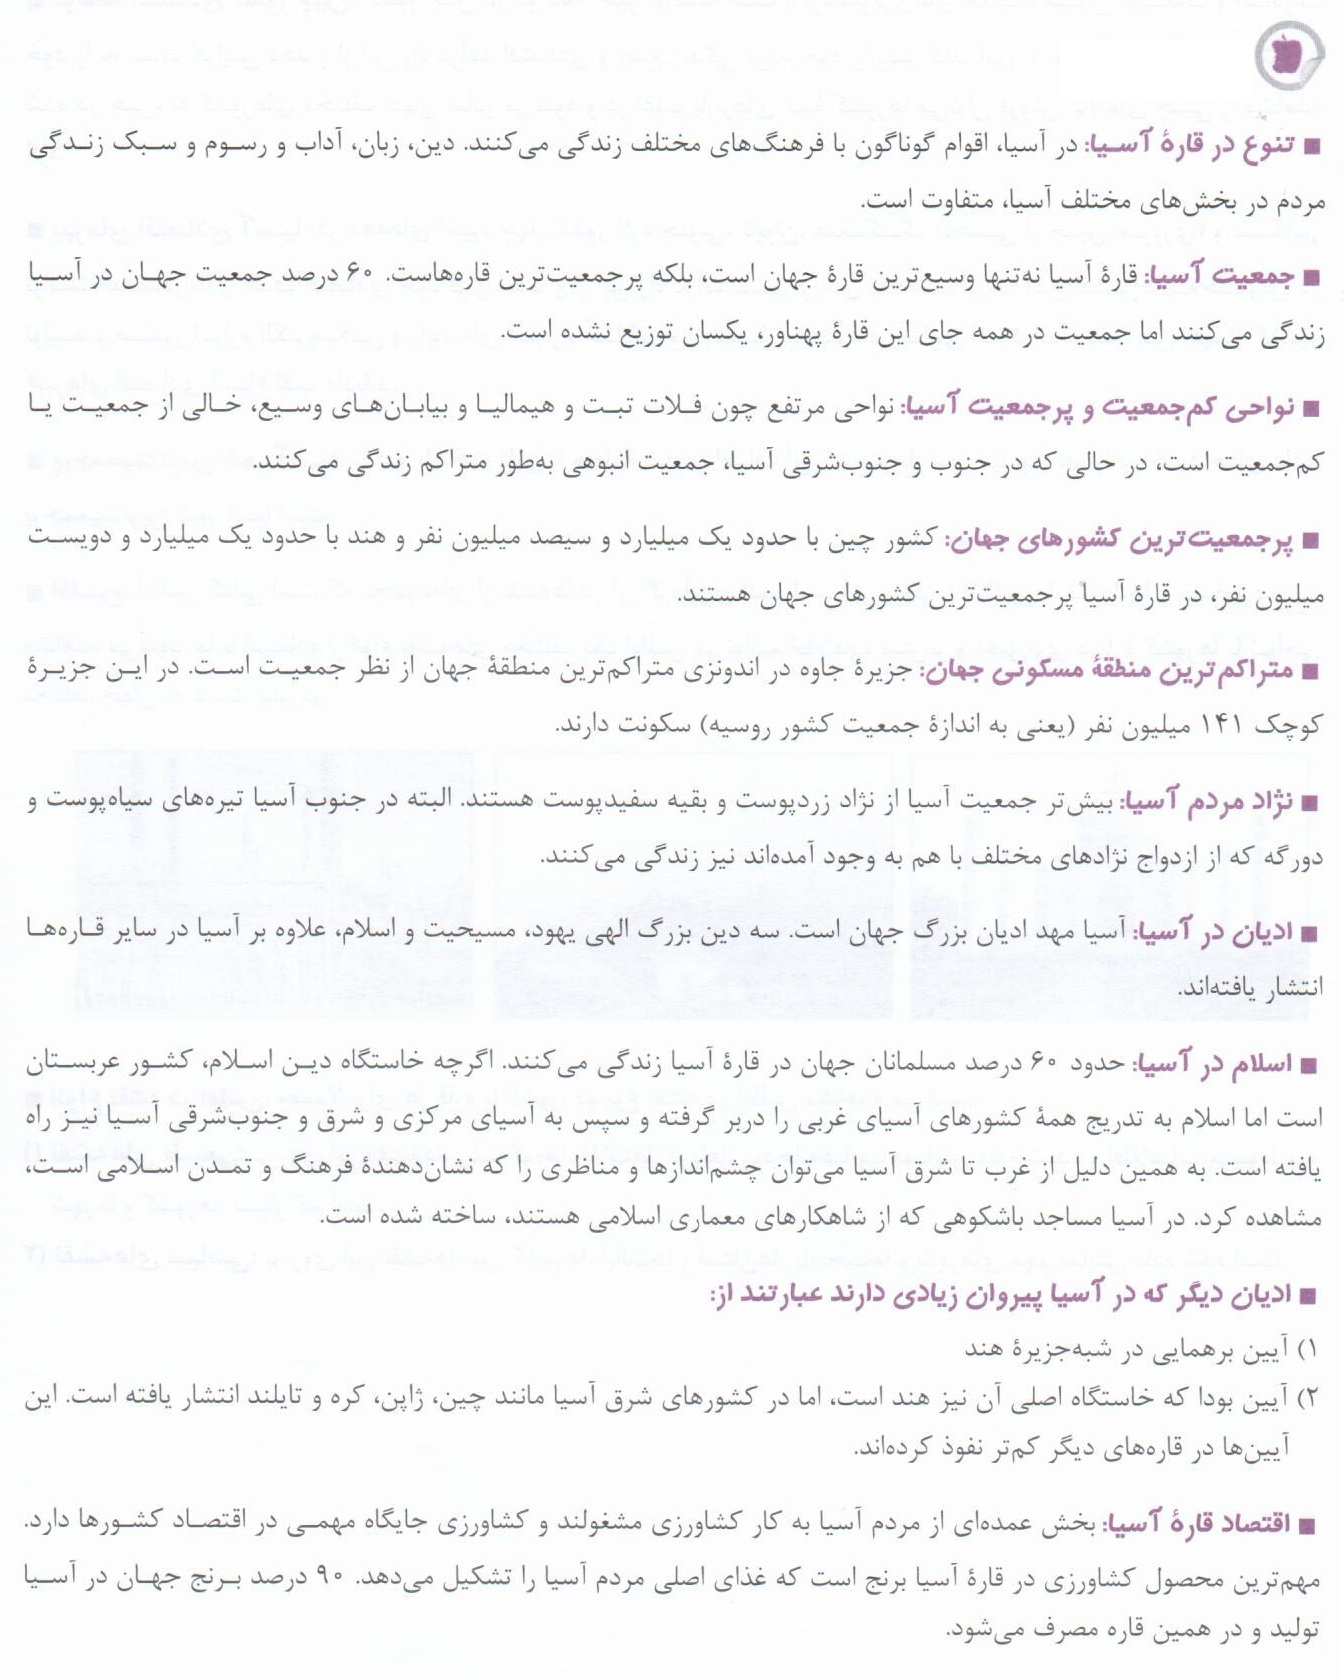 ■ تنوع در قارهٔ آسیا: در آسیا، اقوام گوناگون با فرهنگ‌های مختلف زندگی می‌کنند. دین، زبان، آداب و رسوم و سبک زندگی
مردم در بخش‌های مختلف آسیا، متفاوت است.
■ جمعیت آسیا: قارهٔ آسیا نه‌تنها وسیع‌ترین قارهٔ جهان است، بلکه پرجمعیت‌ترین قاره‌هاست. ۶۰ درصد جمعیت جهان در آسیا
زندگی می‌کنند اما جمعیت در همه جای این قارهٔ پهناور، یکسان توزیع نشده است.
■ نواحی کم‌جمعیت و پرجمعیت آسیا: نواحی مرتفع چون فلات تبت و هیمالیا و بیابان‌های وسیع، خالی از جمعیت یا
کم‌جمعیت است، در حالی که در جنوب و جنوب‌شرقی آسیا، جمعیت انبوهی به‌طور متراکم زندگی می‌کنند.
■ پرجمعیت‌ترین کشورهای جهان: کشور چین با حدود یک میلیارد و سیصد میلیون نفر و هند با حدود یک میلیارد و دویست
میلیون نفر، در قارهٔ آسیا پرجمعیت‌ترین کشورهای جهان هستند.
■ متراکم‌ترین منطقهٔ مسکونی جهان: جزیرهٔ جاوه در اندونزی متراکم‌ترین منطقهٔ جهان از نظر جمعیت است. در این جزیرهٔ
کوچک ۱۴۱ میلیون نفر (یعنی به اندازهٔ جمعیت کشور روسیه) سکونت دارند.
■ نژاد مردم آسیا: بیش‌تر جمعیت آسیا از نژاد زردپوست و بقیه سفیدپوست هستند. البته در جنوب آسیا تیره‌های سیاه‌پوست و
دورگه که از ازدواج نژادهای مختلف با هم به وجود آمده‌اند نیز زندگی می‌کنند.
■ ادیان در آسیا: آسیا مهد ادیان بزرگ جهان است. سه دین بزرگ الهی یهود، مسیحیت و اسلام، علاوه بر آسیا در سایر قاره‌ها
انتشار یافته‌اند.
■ اسلام در آسیا: حدود ۶۰ درصد مسلمانان جهان در قارهٔ آسیا زندگی می‌کنند. اگرچه خاستگاه دین اسلام، کشور عربستان
است اما اسلام به تدریج همهٔ کشورهای آسیای غربی را دربر گرفته و سپس به آسیای مرکزی و شرق و جنوب‌شرقی آسیا نیز راه
یافته است. به همین دلیل از غرب تا شرق آسیا می‌توان چشم‌اندازها و مناظری را که نشان‌دهندهٔ فرهنگ و تمدن اسلامی است،
مشاهده کرد. در آسیا مساجد باشکوهی که از شاهکارهای معماری اسلامی هستند، ساخته شده است.
■ ادیان دیگر که در آسیا پیروان زیادی دارند عبارتند از:
۱) آیین برهمایی در شبه‌جزیرهٔ هند
۲) آیین بودا که خاستگاه اصلی آن نیز هند است، اما در کشورهای شرق آسیا مانند چین، ژاپن، کره و تایلند انتشار یافته است. این
آیین‌ها در قاره‌های دیگر کم‌تر نفوذ کرده‌اند.
■ اقتصاد قارهٔ آسیا: بخش عمده‌ای از مردم آسیا به کار کشاورزی مشغولند و کشاورزی جایگاه مهمی در اقتصاد کشورها دارد.
مهم‌ترین محصول کشاورزی در قارهٔ آسیا برنج است که غذای اصلی مردم آسیا را تشکیل می‌دهد. ۹۰ درصد برنج جهان در آسیا
تولید و در همین قاره مصرف می‌شود.